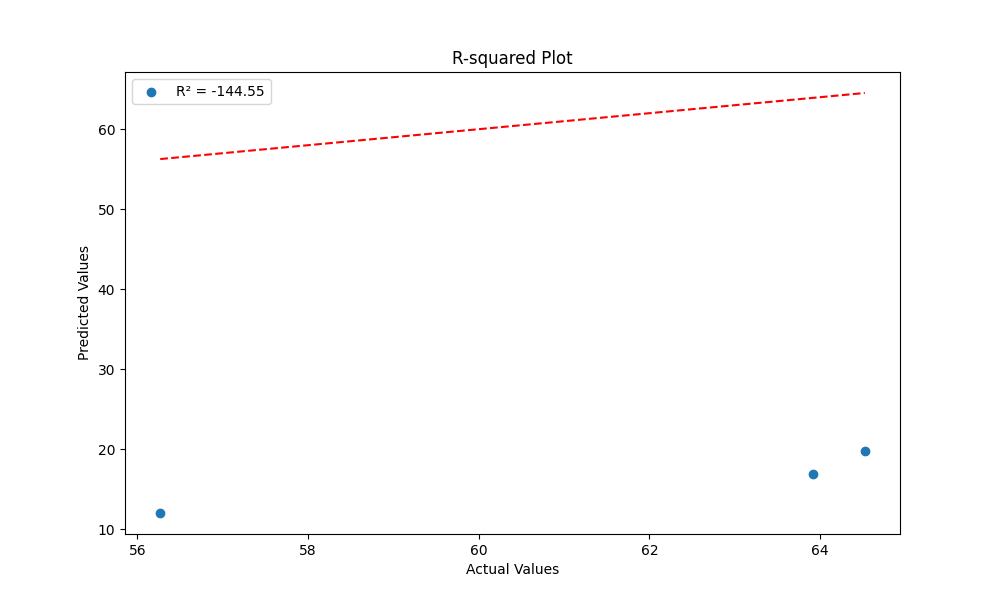 R-squared Plot
R² = -144.55
60
50
40
30
20
10
Predicted Values
56
58
60
62
64
Actual Values